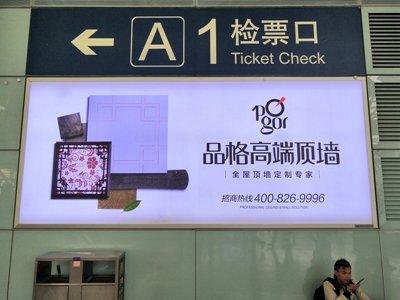 A 1 检票口
Ticket Check
Pogor
品格高端顶墙
全屋顶墙定制专家
招商热线 400-826-9996
PROFESSIONAL CEILING & WALL SOLUTION